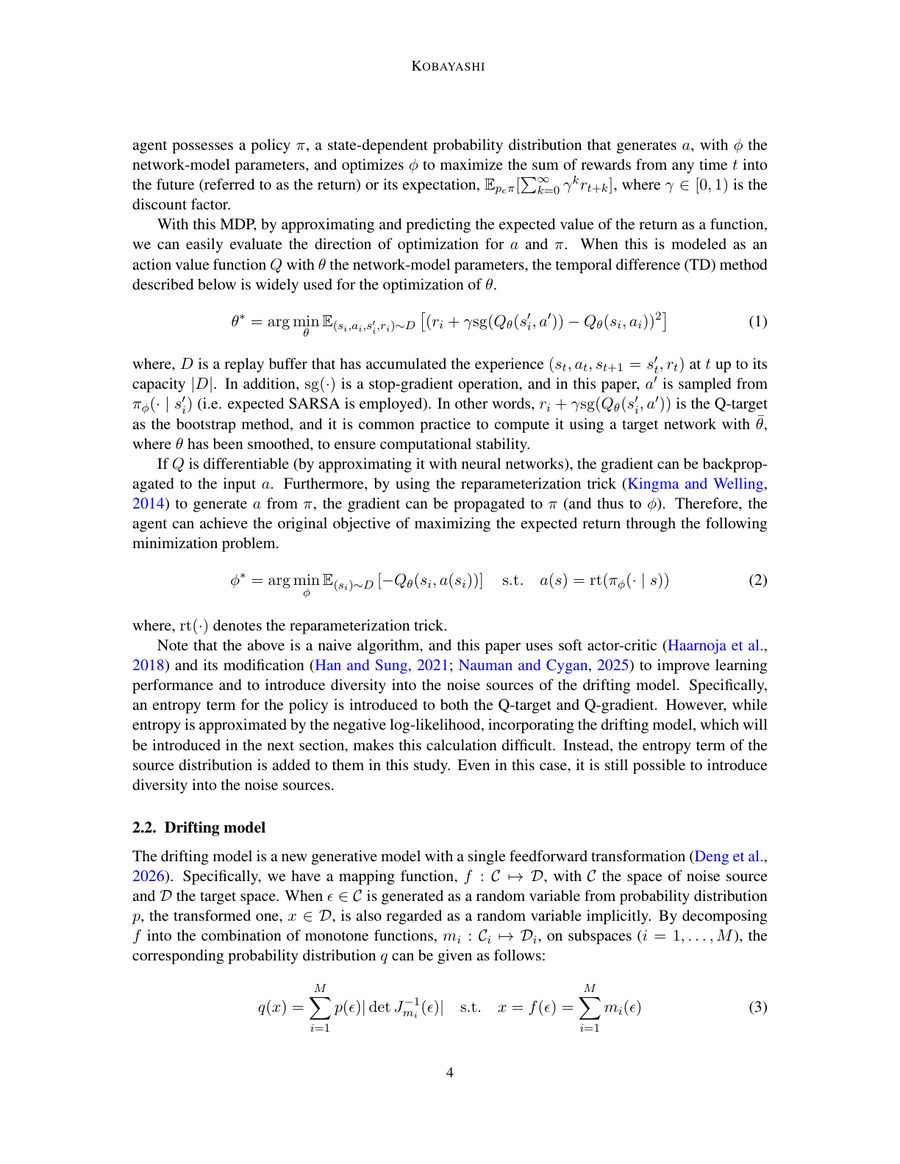 KOBAYASHI
agent possesses a policy π, a state-dependent probability distribution that generates a, with ϕ the
network-model parameters, and optimizes ϕ to maximize the sum of rewards from any time t into
the future (referred to as the return) or its expectation, 𝔼_{p_e π}[∑_{k=0}^{∞} γ^k r_{t+k}], where γ ∈ [0, 1) is the
discount factor.
With this MDP, by approximating and predicting the expected value of the return as a function,
we can easily evaluate the direction of optimization for a and π. When this is modeled as an
action value function Q with θ the network-model parameters, the temporal difference (TD) method
described below is widely used for the optimization of θ.
θ* = arg min_θ 𝔼_{(s_i,a_i,s′_i,r_i)∼D} [(r_i + γsg(Q_θ(s′_i, a′)) − Q_θ(s_i, a_i))²] (1)
where, D is a replay buffer that has accumulated the experience (s_t, a_t, s_{t+1} = s′_t, r_t) at t up to its
capacity |D|. In addition, sg(·) is a stop-gradient operation, and in this paper, a′ is sampled from
π_ϕ(· | s′_i) (i.e. expected SARSA is employed). In other words, r_i + γsg(Q_θ(s′_i, a′)) is the Q-target
as the bootstrap method, and it is common practice to compute it using a target network with θ̄,
where θ has been smoothed, to ensure computational stability.
If Q is differentiable (by approximating it with neural networks), the gradient can be backprop-
agated to the input a. Furthermore, by using the reparameterization trick (Kingma and Welling,
2014) to generate a from π, the gradient can be propagated to π (and thus to ϕ). Therefore, the
agent can achieve the original objective of maximizing the expected return through the following
minimization problem.
ϕ* = arg min_ϕ 𝔼_{(s_i)∼D} [−Q_θ(s_i, a(s_i))] s.t. a(s) = rt(π_ϕ(· | s)) (2)
where, rt(·) denotes the reparameterization trick.
Note that the above is a naive algorithm, and this paper uses soft actor-critic (Haarnoja et al.,
2018) and its modification (Han and Sung, 2021; Nauman and Cygan, 2025) to improve learning
performance and to introduce diversity into the noise sources of the drifting model. Specifically,
an entropy term for the policy is introduced to both the Q-target and Q-gradient. However, while
entropy is approximated by the negative log-likelihood, incorporating the drifting model, which will
be introduced in the next section, makes this calculation difficult. Instead, the entropy term of the
source distribution is added to them in this study. Even in this case, it is still possible to introduce
diversity into the noise sources.
2.2. Drifting model
The drifting model is a new generative model with a single feedforward transformation (Deng et al.,
2026). Specifically, we have a mapping function, f : 𝒞 ↦ 𝒟, with 𝒞 the space of noise source
and 𝒟 the target space. When ϵ ∈ 𝒞 is generated as a random variable from probability distribution
p, the transformed one, x ∈ 𝒟, is also regarded as a random variable implicitly. By decomposing
f into the combination of monotone functions, m_i : 𝒞_i ↦ 𝒟_i, on subspaces (i = 1, . . . , M), the
corresponding probability distribution q can be given as follows:
q(x) = ∑_{i=1}^{M} p(ϵ)| det J_{m_i}^{−1}(ϵ)| s.t. x = f(ϵ) = ∑_{i=1}^{M} m_i(ϵ) (3)
4